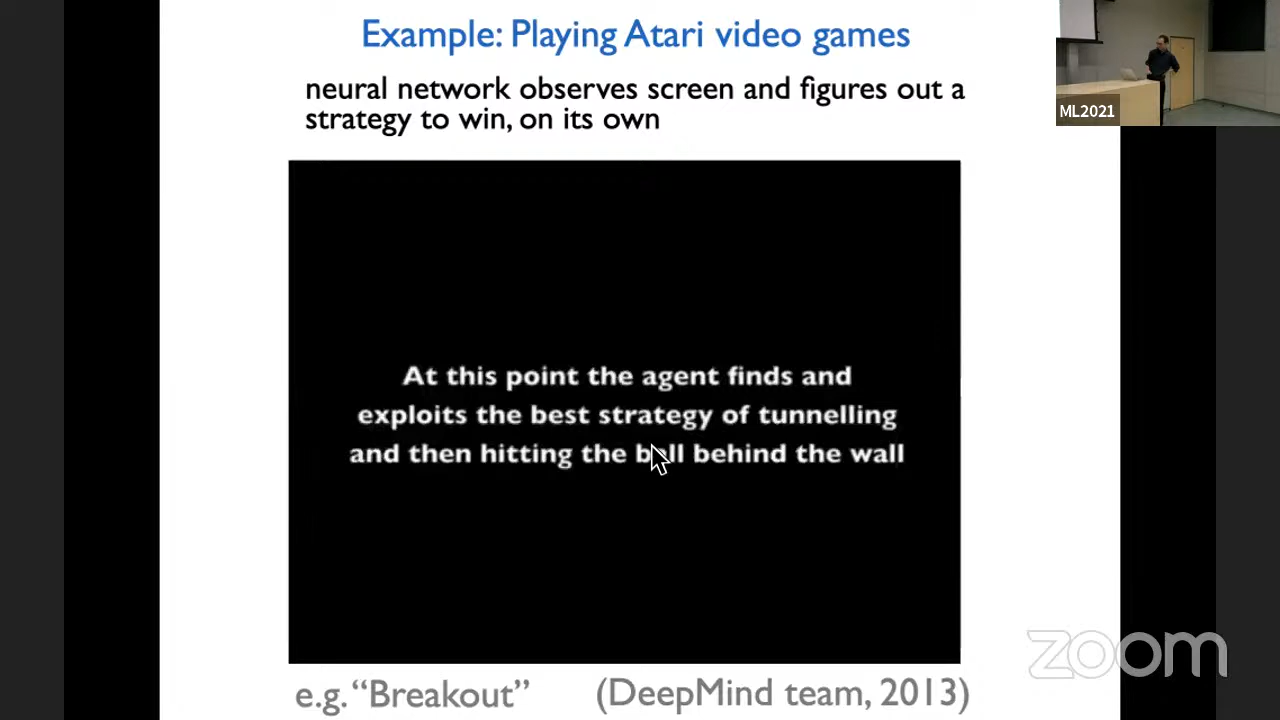 Example: Playing Atari video games
neural network observes screen and figures out a
strategy to win, on its own
ML2021
At this point the agent finds and
exploits the best strategy of tunnelling
and then hitting the ball behind the wall
zoom
e.g. “Breakout” (DeepMind team, 2013)